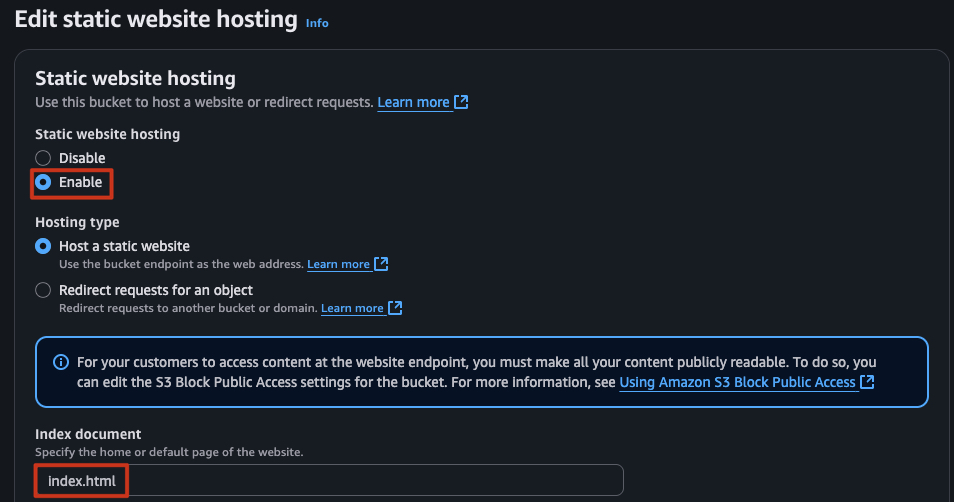 Edit static website hosting Info
Static website hosting
Use this bucket to host a website or redirect requests. Learn more
Static website hosting
Disable
Enable
Hosting type
Host a static website
Use the bucket endpoint as the web address. Learn more
Redirect requests for an object
Redirect requests to another bucket or domain. Learn more
For your customers to access content at the website endpoint, you must make all your content publicly readable. To do so, you
can edit the S3 Block Public Access settings for the bucket. For more information, see Using Amazon S3 Block Public Access
Index document
Specify the home or default page of the website.
index.html